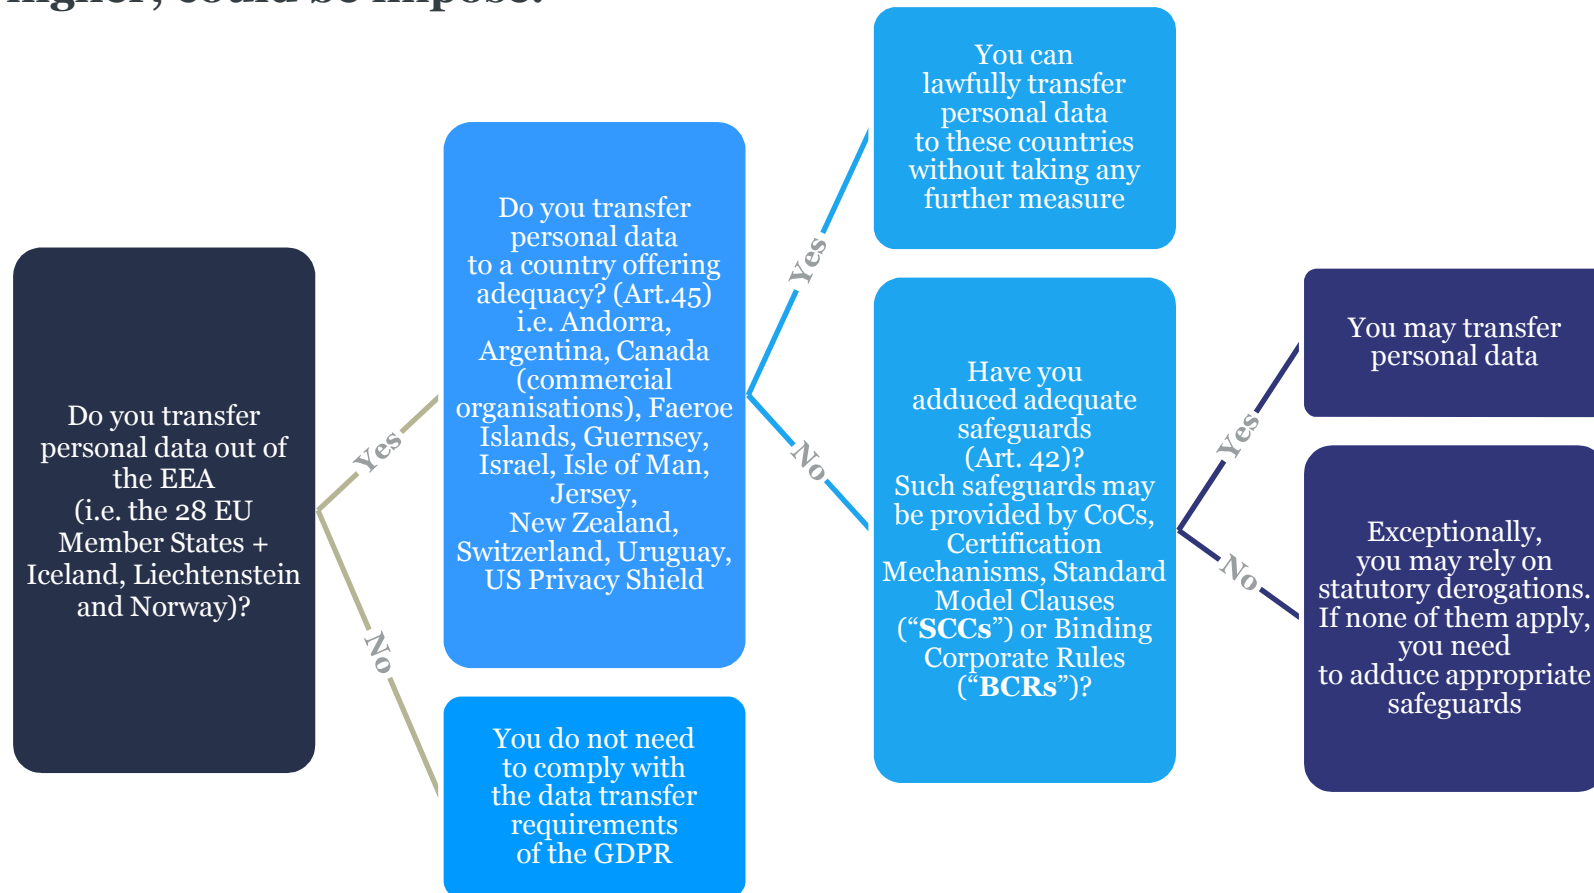 higher, could be impose.
Do you transfer
personal data out of
the EEA
(i.e. the 28 EU
Member States +
Iceland, Liechtenstein
and Norway)?
Yes
No
Do you transfer
personal data
to a country offering
adequacy? (Art.45)
i.e. Andorra,
Argentina, Canada
(commercial
organisations), Faeroe
Islands, Guernsey,
Israel, Isle of Man,
Jersey,
New Zealand,
Switzerland, Uruguay,
US Privacy Shield
You do not need
to comply with
the data transfer
requirements
of the GDPR
Yes
No
You can
lawfully transfer
personal data
to these countries
without taking any
further measure
Have you
adduced adequate
safeguards
(Art. 42)?
Such safeguards may
be provided by CoCs,
Certification
Mechanisms, Standard
Model Clauses
(“SCCs”) or Binding
Corporate Rules
(“BCRs”)?
Yes
No
You may transfer
personal data
Exceptionally,
you may rely on
statutory derogations.
If none of them apply,
you need
to adduce appropriate
safeguards